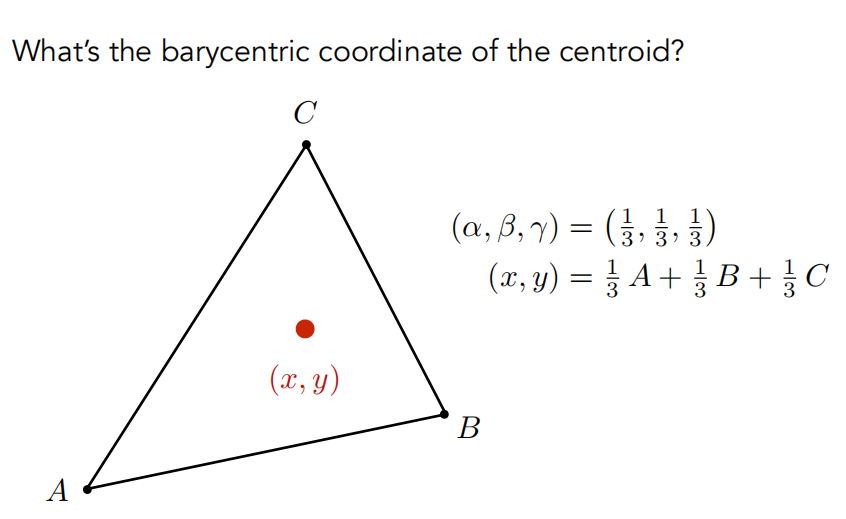 What's the barycentric coordinate of the centroid?
C
(α, β, γ) = (1/3, 1/3, 1/3)
(x, y) = 1/3 A + 1/3 B + 1/3 C
(x, y)
B
A